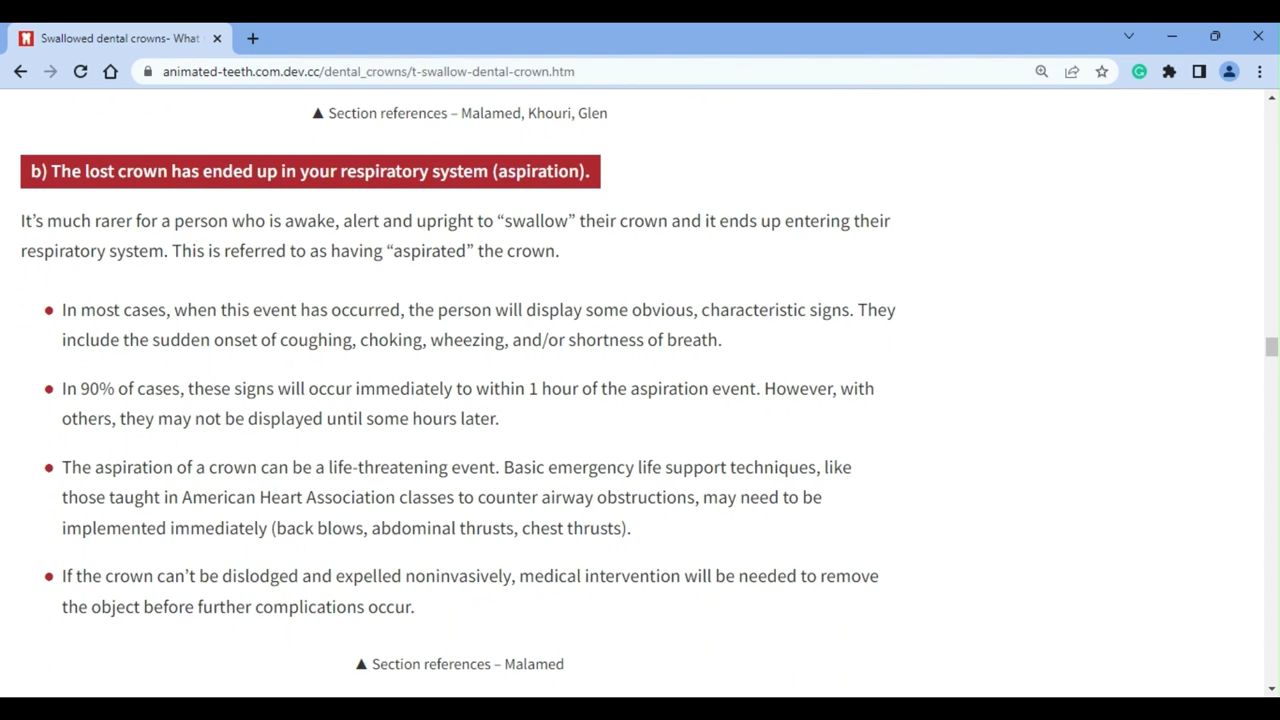 Swallowed dental crowns- What
animated-teeth.com.dev.cc/dental_crowns/t-swallow-dental-crown.htm
▲ Section references – Malamed, Khouri, Glen
b) The lost crown has ended up in your respiratory system (aspiration).
It’s much rarer for a person who is awake, alert and upright to “swallow” their crown and it ends up entering their
respiratory system. This is referred to as having “aspirated” the crown.
● In most cases, when this event has occurred, the person will display some obvious, characteristic signs. They
include the sudden onset of coughing, choking, wheezing, and/or shortness of breath.
● In 90% of cases, these signs will occur immediately to within 1 hour of the aspiration event. However, with
others, they may not be displayed until some hours later.
● The aspiration of a crown can be a life-threatening event. Basic emergency life support techniques, like
those taught in American Heart Association classes to counter airway obstructions, may need to be
implemented immediately (back blows, abdominal thrusts, chest thrusts).
● If the crown can’t be dislodged and expelled noninvasively, medical intervention will be needed to remove
the object before further complications occur.
▲ Section references – Malamed